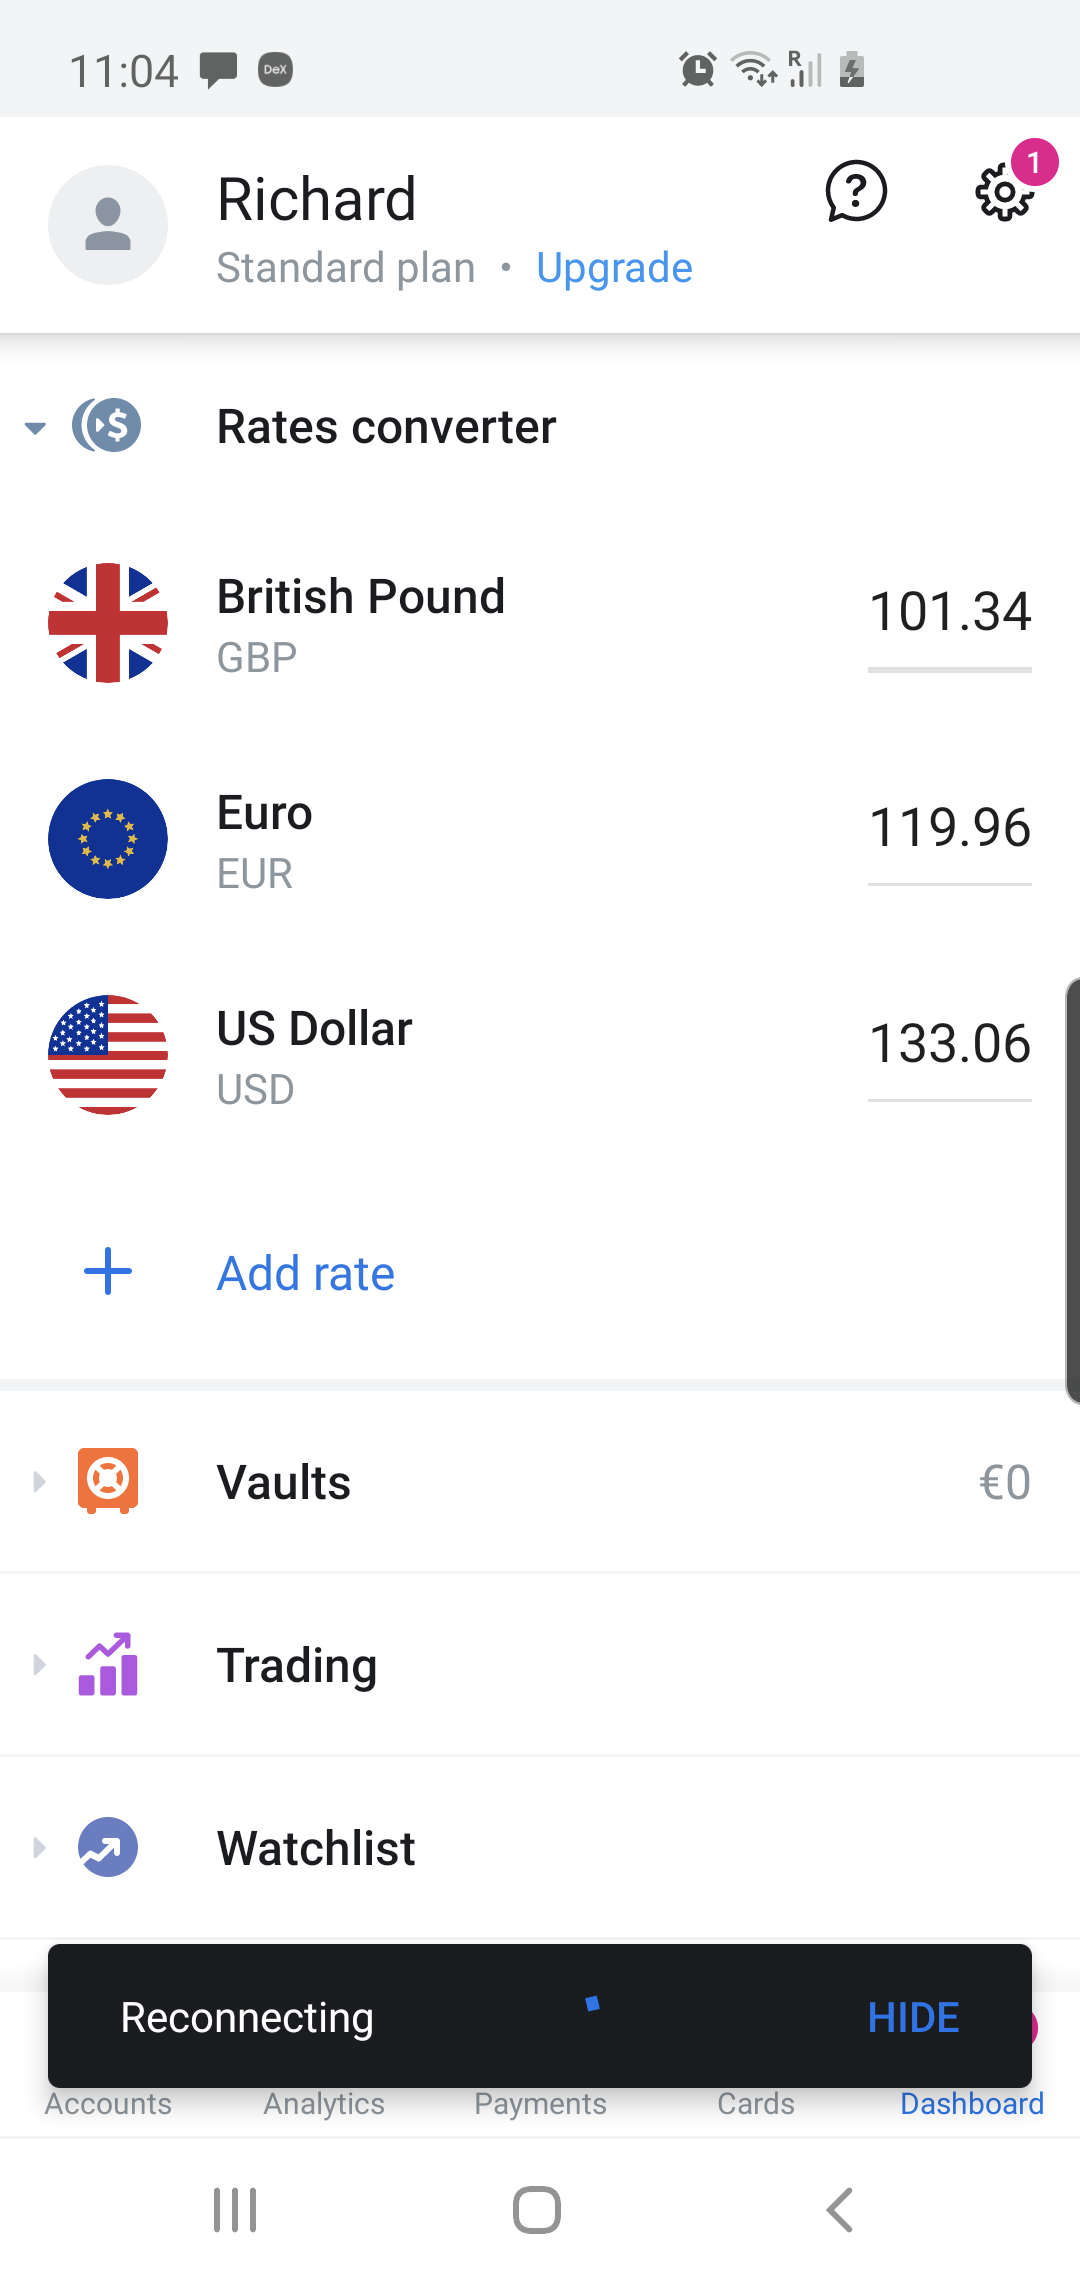 11:04 DeX R
Richard
1
Standard plan • Upgrade
Rates converter
British Pound
GBP
101.34
Euro
EUR
119.96
US Dollar
USD
133.06
Add rate
Vaults
€0
Trading
Watchlist
Reconnecting HIDE
Accounts Analytics Payments Cards Dashboard